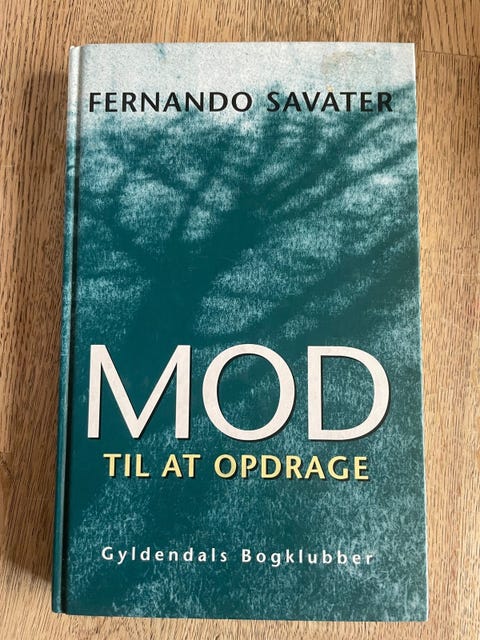 FERNANDO SAVATER
MOD
TIL AT OPDRAGE
Gyldendals Bogklubber